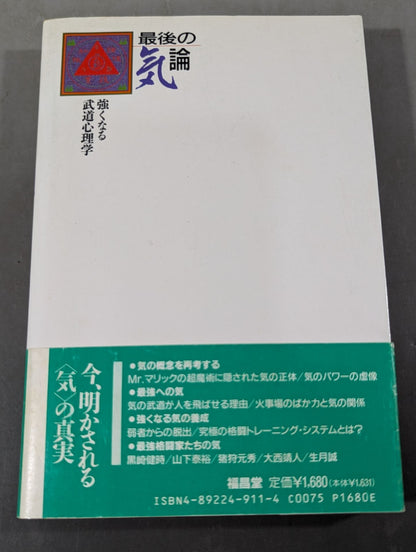 最後の
気論
強くなる
武道心理学
今、明かされる
〈気〉の真実
●気の概念を再考する
Mr.マリックの超魔術に隠された気の正体/気のパワーの虚像
●最強への気
気の武道が人を飛ばせる理由/火事場のばか力と気の関係
●強くなる気の養成
弱者からの脱出/究極の格闘トレーニング・システムとは?
●最強格闘家たちの気
黒崎健時/山下泰裕/猪狩元秀/大西靖人/生月誠
福昌堂 定価¥1,680(本体¥1,631)
ISBN4-89224-911-4 C0075 P1680E